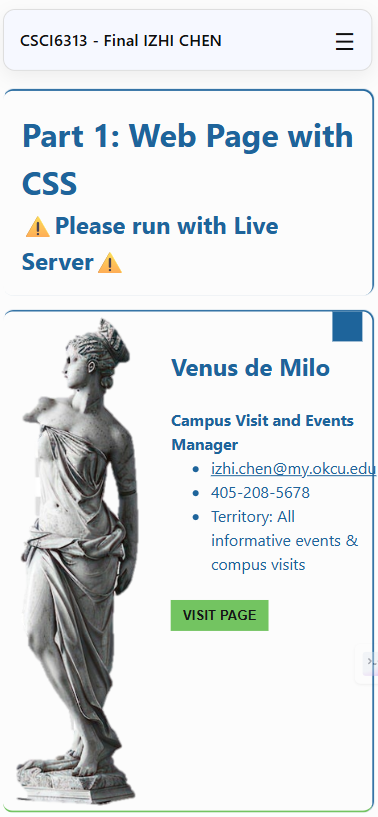 CSCI6313 - Final IZHI CHEN
Part 1: Web Page with
CSS
⚠️Please run with Live
Server⚠️
Venus de Milo
Campus Visit and Events
Manager
izhi.chen@my.okcu.edu
405-208-5678
Territory: All
informative events &
compus visits
VISIT PAGE